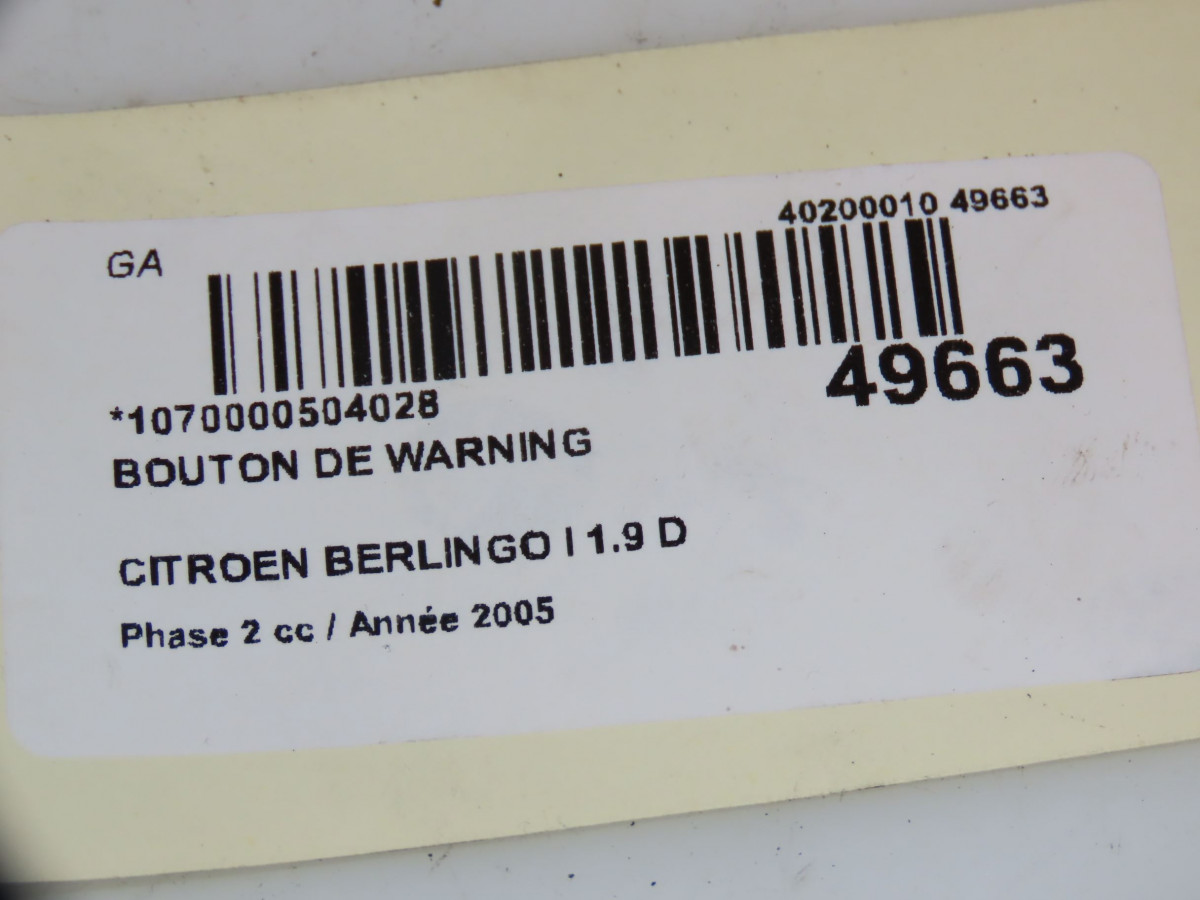 40200010 49663
GA
49663
*1070000504028
BOUTON DE WARNING
CITROEN BERLINGO I 1.9 D
Phase 2 cc / Année 2005